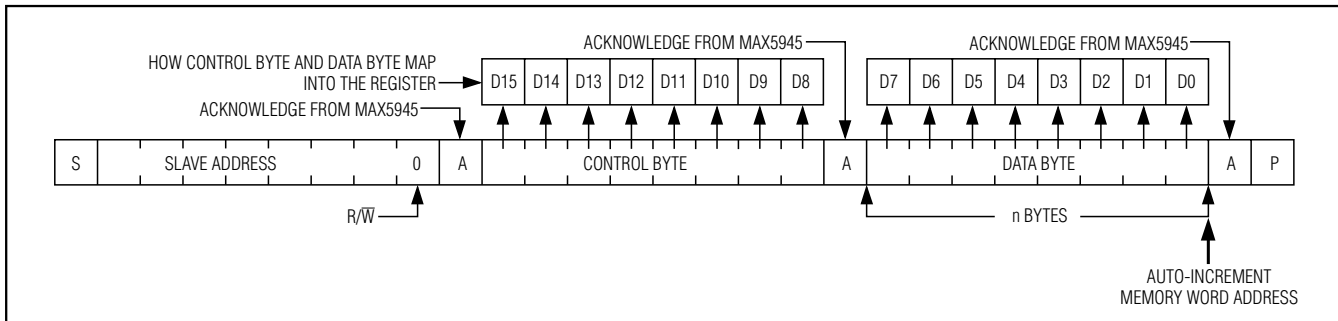 ACKNOWLEDGE FROM MAX5945
ACKNOWLEDGE FROM MAX5945
HOW CONTROL BYTE AND DATA BYTE MAP
INTO THE REGISTER
D15 D14 D13 D12 D11 D10 D9 D8
D7 D6 D5 D4 D3 D2 D1 D0
ACKNOWLEDGE FROM MAX5945
S SLAVE ADDRESS 0 A CONTROL BYTE A DATA BYTE A P
R/W̅
n BYTES
AUTO-INCREMENT
MEMORY WORD ADDRESS